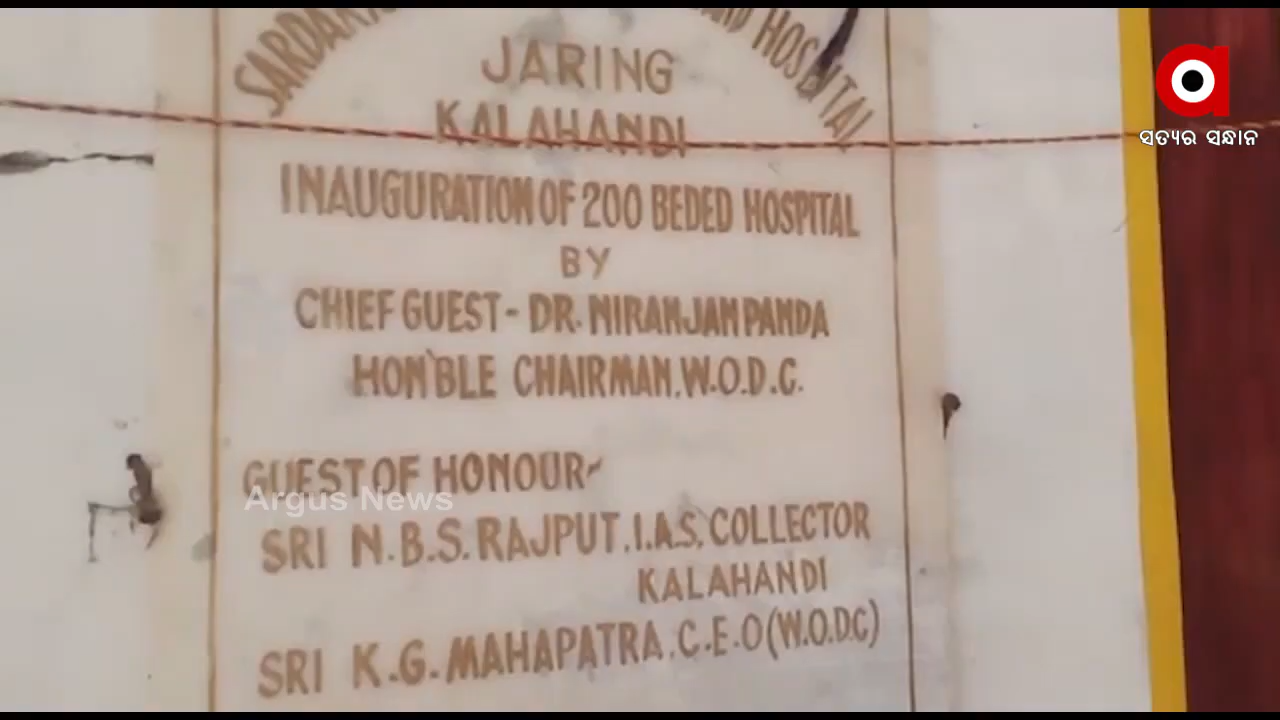 HOSPITAL
JARING
KALAHANDI
INAUGURATION OF 200 BEDED HOSPITAL
BY
CHIEF GUEST - DR. NIRANJAN PANDA
HON'BLE CHAIRMAN. W.O.D.C.
GUEST OF HONOUR-
SRI N.B.S. RAJPUT. I.A.S. COLLECTOR
KALAHANDI
SRI K.G. MAHAPATRA. C.E.O (W.O.D.C)
Argus News
a
ସତ୍ୟର ସନ୍ଧାନ